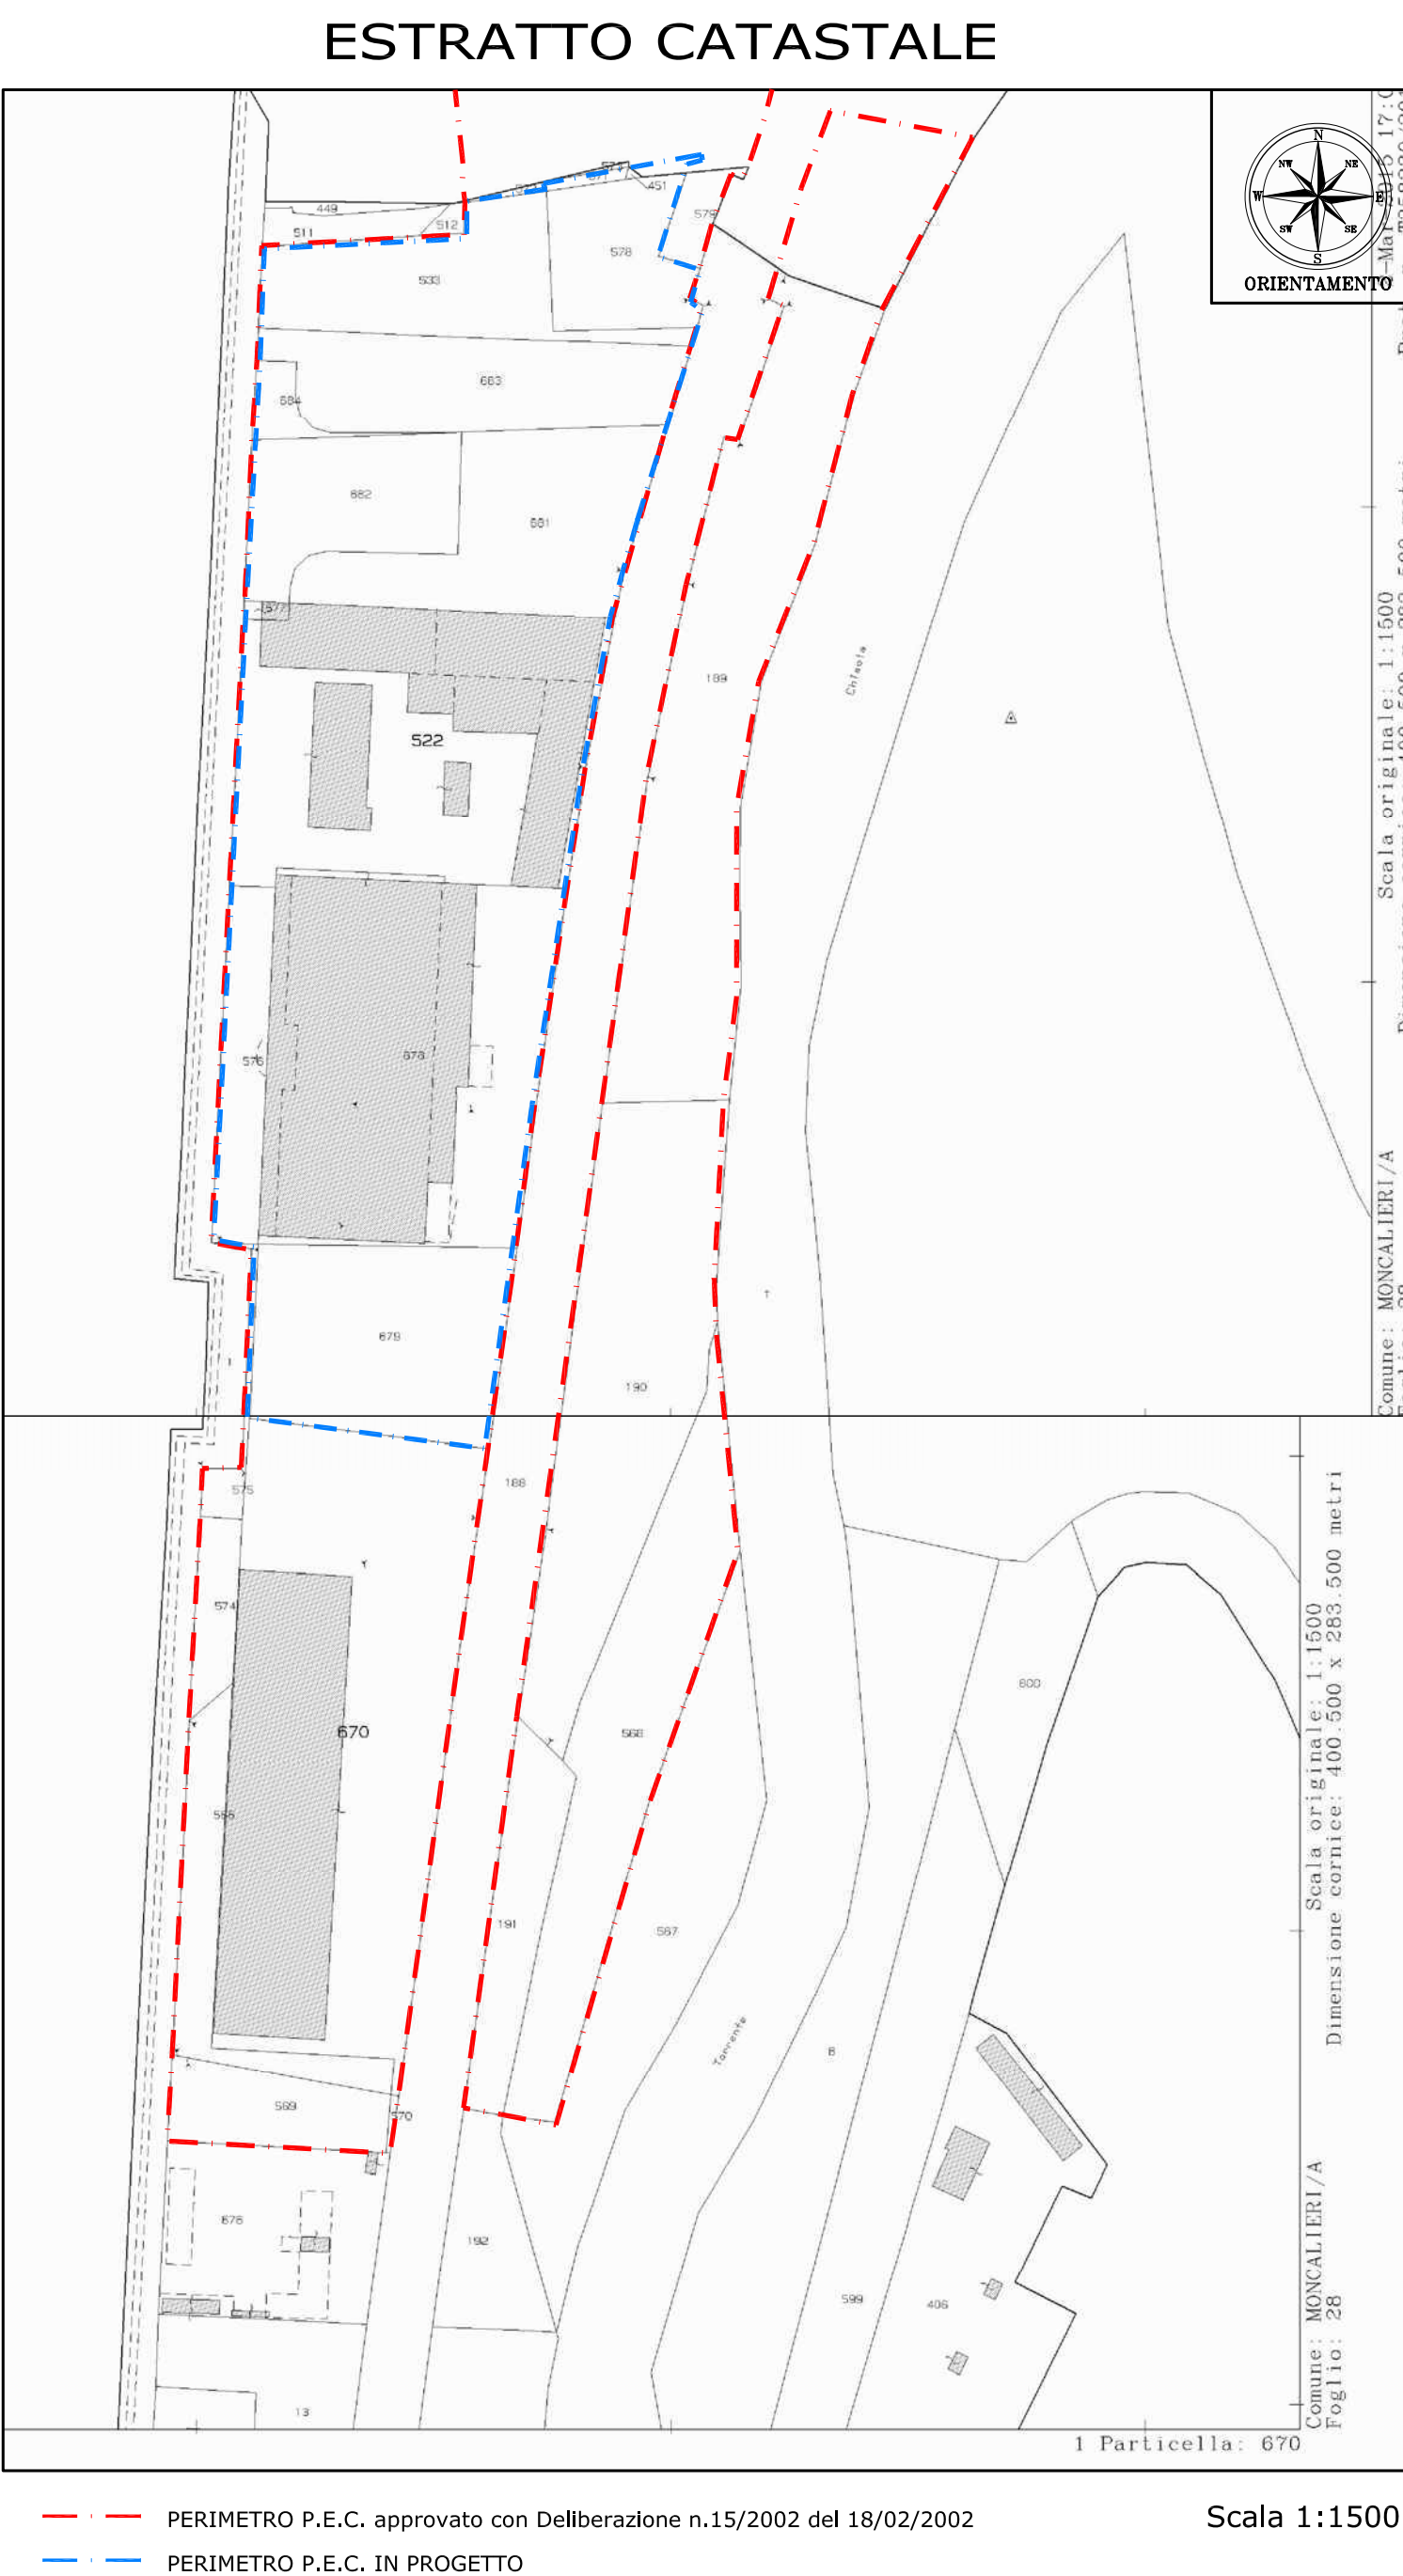 ESTRATTO CATASTALE
N
NW
NE
W
E
SW
SE
S
ORIENTAMENTO
449
511
512
451
579
578
533
683
684
682
681
577
Chisola
189
522
576
678
679
190
Scala originale: 1:1500
Comune: MONCALIERI/A
188
575
574
670
568
600
191
567
Torrente
B
569
570
678
192
599
406
13
Scala originale: 1:1500
Dimensione cornice: 400.500 x 283.500 metri
Comune: MONCALIERI/A
Foglio: 28
1 Particella: 670
PERIMETRO P.E.C. approvato con Deliberazione n.15/2002 del 18/02/2002
Scala 1:1500
PERIMETRO P.E.C. IN PROGETTO